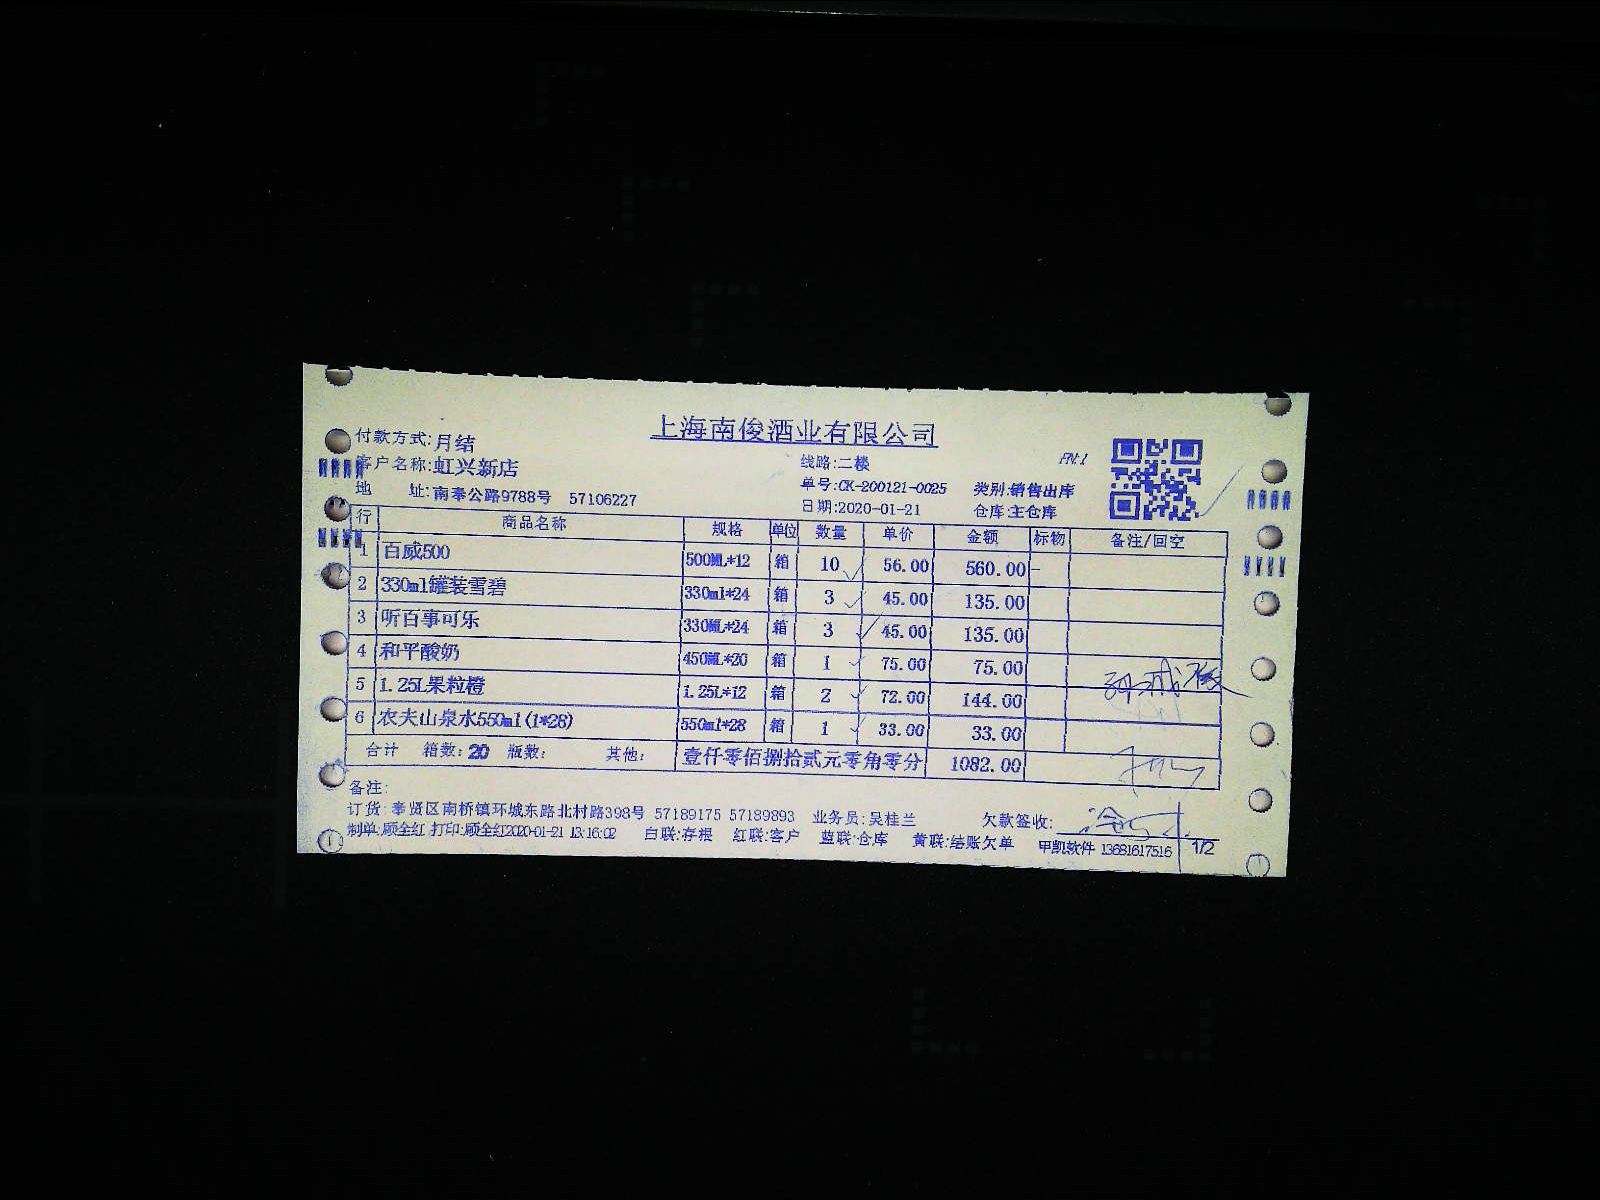 上海南俊酒业有限公司
付款方式:月结
客户名称:虹兴新店 线路:二楼 PN:1
地 址:南奉公路9788号 57106227 单号:CK-200121-0025 类别:销售出库
日期:2020-01-21 仓库:主仓库
行 商品名称 规格 单位 数量 单价 金额 标物 备注/回空
1 百威500 500ML*12 箱 10 56.00 560.00 -
2 330ml罐装雪碧 330ml*24 箱 3 45.00 135.00
3 听百事可乐 330ML*24 箱 3 45.00 135.00
4 和平酸奶 450ML*20 箱 1 75.00 75.00
5 1.25L果粒橙 1.25L*12 箱 2 72.00 144.00
6 农夫山泉水550ml(1*28) 550ml*28 箱 1 33.00 33.00
合计 箱数: 20 瓶数: 其他: 壹仟零佰捌拾贰元零角零分 1082.00
备注:
订货: 奉贤区南桥镇环城东路北村路398号 57189175 57189893 业务员:吴桂兰 欠款签收:
制单:顾全红 打印:顾全红2020-01-21 13:16:02 白联:存根 红联:客户 蓝联:仓库 黄联:结账欠单 甲凯软件 13681617516 1/2